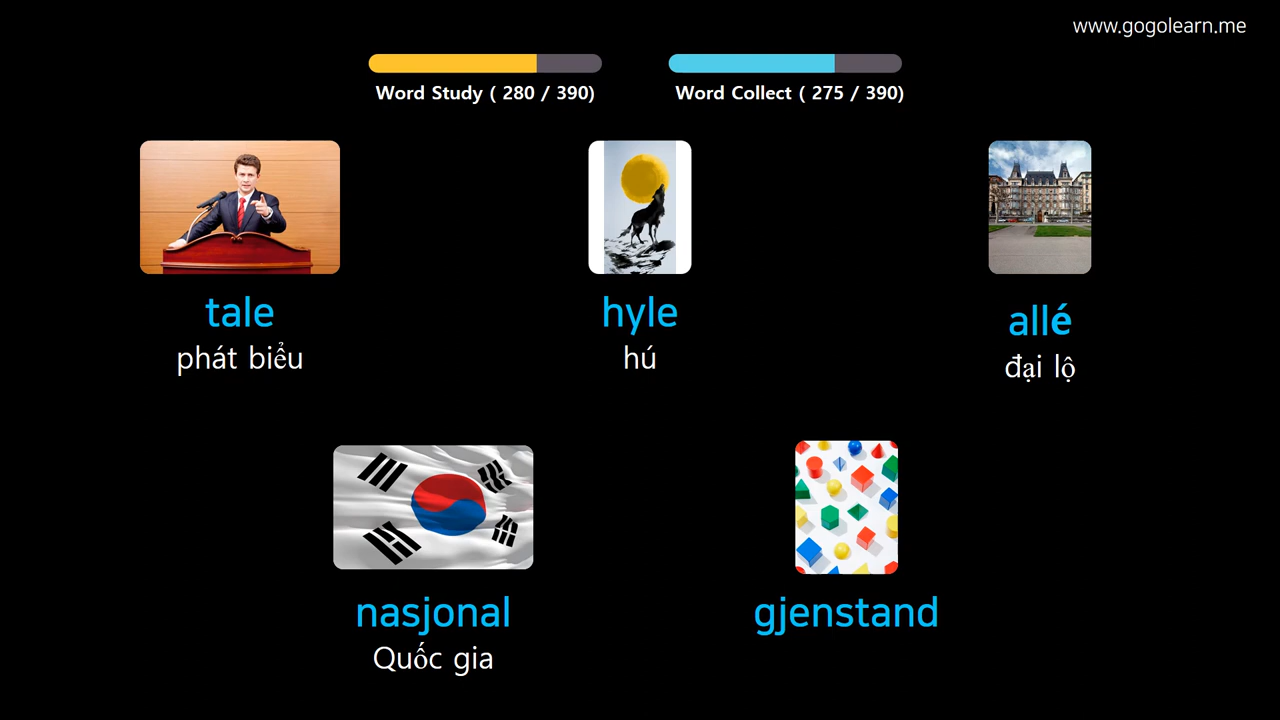 www.gogolearn.me
Word Study ( 280 / 390)
Word Collect ( 275 / 390)
tale
phát biểu
hyle
hú
allé
đại lộ
nasjonal
Quốc gia
gjenstand